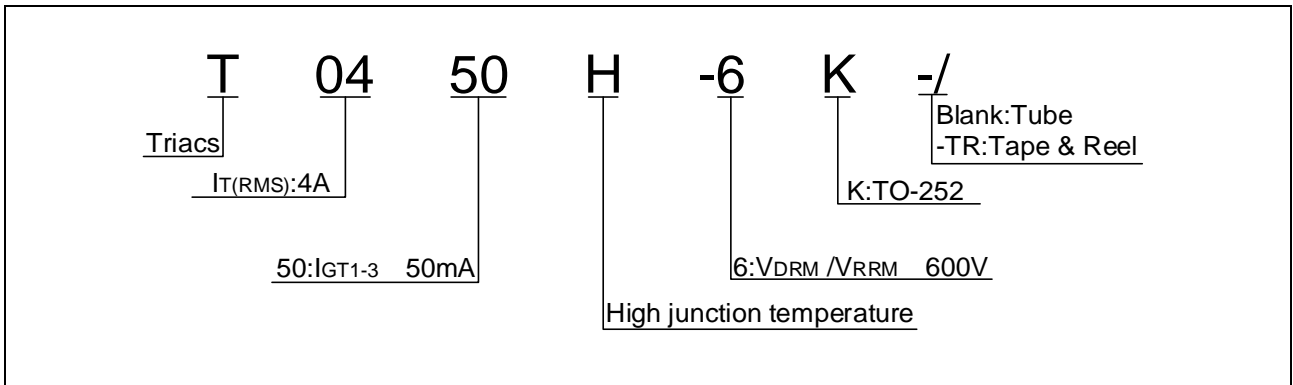 T 04 50 H -6 K -/
Blank:Tube
-TR:Tape & Reel
Triacs
IT(RMS):4A
K:TO-252
50:IGT1-3 50mA
6:VDRM /VRRM 600V
High junction temperature